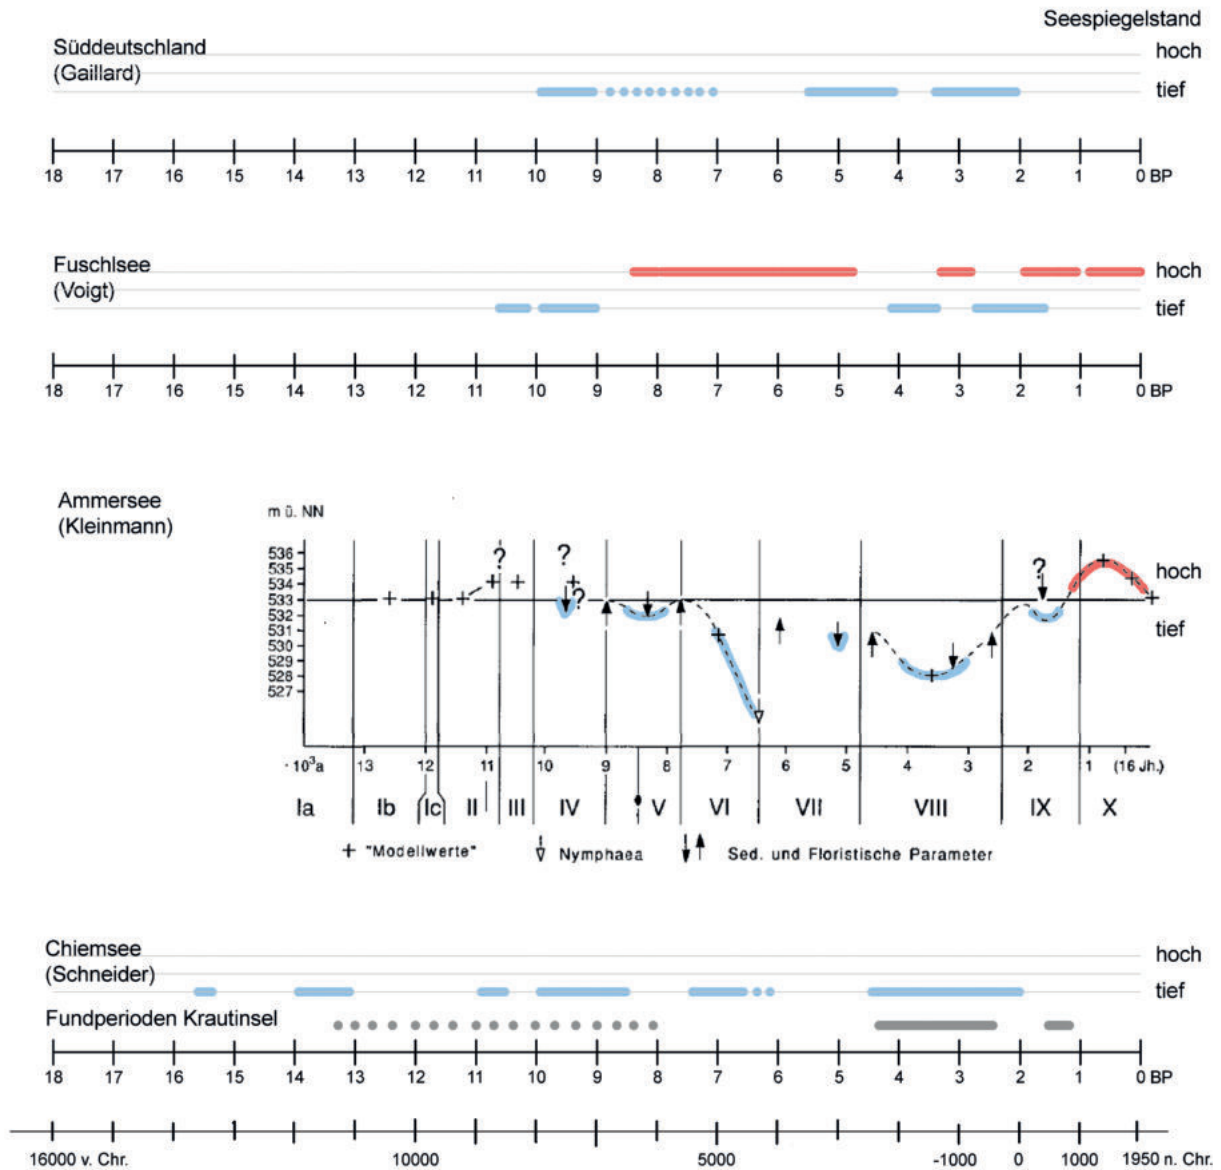 Seespiegelstand
Süddeutschland
(Gaillard)
hoch
tief
18 17 16 15 14 13 12 11 10 9 8 7 6 5 4 3 2 1 0 BP
Fuschlsee
(Voigt)
hoch
tief
18 17 16 15 14 13 12 11 10 9 8 7 6 5 4 3 2 1 0 BP
Ammersee
(Kleinmann)
m ü. NN
536
535
534
533
532
531
530
529
528
527
? ? ? ?
hoch
tief
· 10³a 13 12 11 10 9 8 7 6 5 4 3 2 1 (16 Jh.)
Ia Ib Ic II III IV V VI VII VIII IX X
+ "Modellwerte" Nymphaea Sed. und Floristische Parameter
Chiemsee
(Schneider)
hoch
tief
Fundperioden Krautinsel
18 17 16 15 14 13 12 11 10 9 8 7 6 5 4 3 2 1 0 BP
16000 v. Chr. 10000 5000 -1000 0 1000 1950 n. Chr.